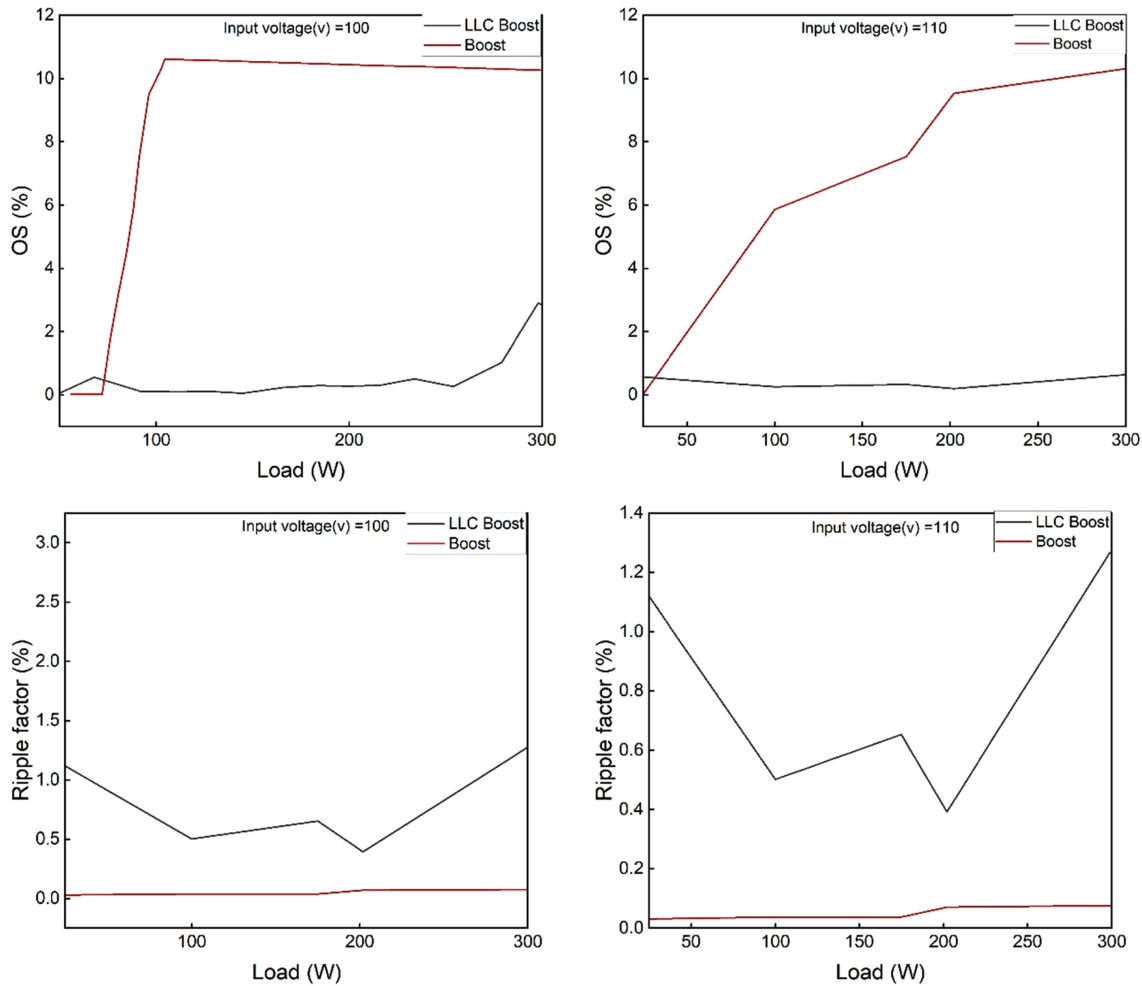 Input voltage(v) =100
LLC Boost
Boost
12
10
8
6
4
2
0
OS (%)
100
200
300
Load (W)
Input voltage(v) =110
LLC Boost
Boost
12
10
8
6
4
2
0
OS (%)
50
100
150
200
250
300
Load (W)
Input voltage(v) =100
LLC Boost
Boost
3.0
2.5
2.0
1.5
1.0
0.5
0.0
Ripple factor (%)
100
200
300
Load (W)
Input voltage(v) =110
LLC Boost
Boost
1.4
1.2
1.0
0.8
0.6
0.4
0.2
0.0
Ripple factor (%)
50
100
150
200
250
300
Load (W)